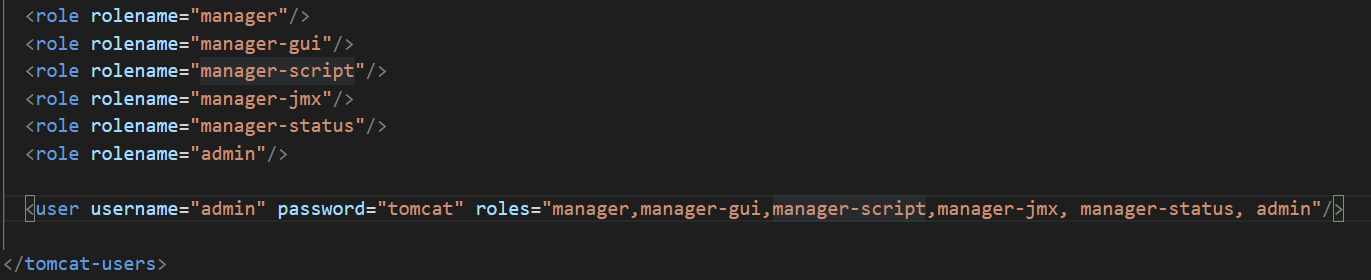 <role rolename="manager"/>
<role rolename="manager-gui"/>
<role rolename="manager-script"/>
<role rolename="manager-jmx"/>
<role rolename="manager-status"/>
<role rolename="admin"/>
<user username="admin" password="tomcat" roles="manager,manager-gui,manager-script,manager-jmx, manager-status, admin"/>
</tomcat-users>